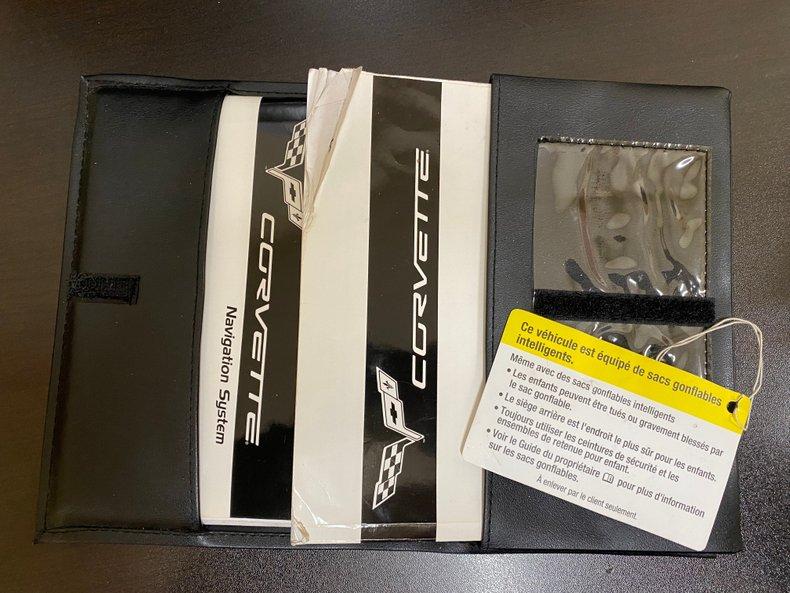 CORVETTE
Navigation System
CORVETTE
Ce véhicule est équipé de sacs gonflables
intelligents.
Même avec des sacs gonflables intelligents
• Les enfants peuvent être tués ou gravement blessés par
le sac gonflable.
• Le siège arrière est l'endroit le plus sûr pour les enfants.
• Toujours utiliser les ceintures de sécurité et les
ensembles de retenue pour enfant.
• Voir le Guide du propriétaire pour plus d'information
sur les sacs gonflables.
À enlever par le client seulement.